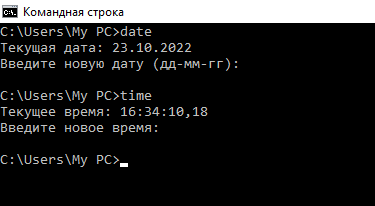 Командная строка
C:\Users\My PC>date
Текущая дата: 23.10.2022
Введите новую дату (дд-мм-гг):
C:\Users\My PC>time
Текущее время: 16:34:10,18
Введите новое время:
C:\Users\My PC>